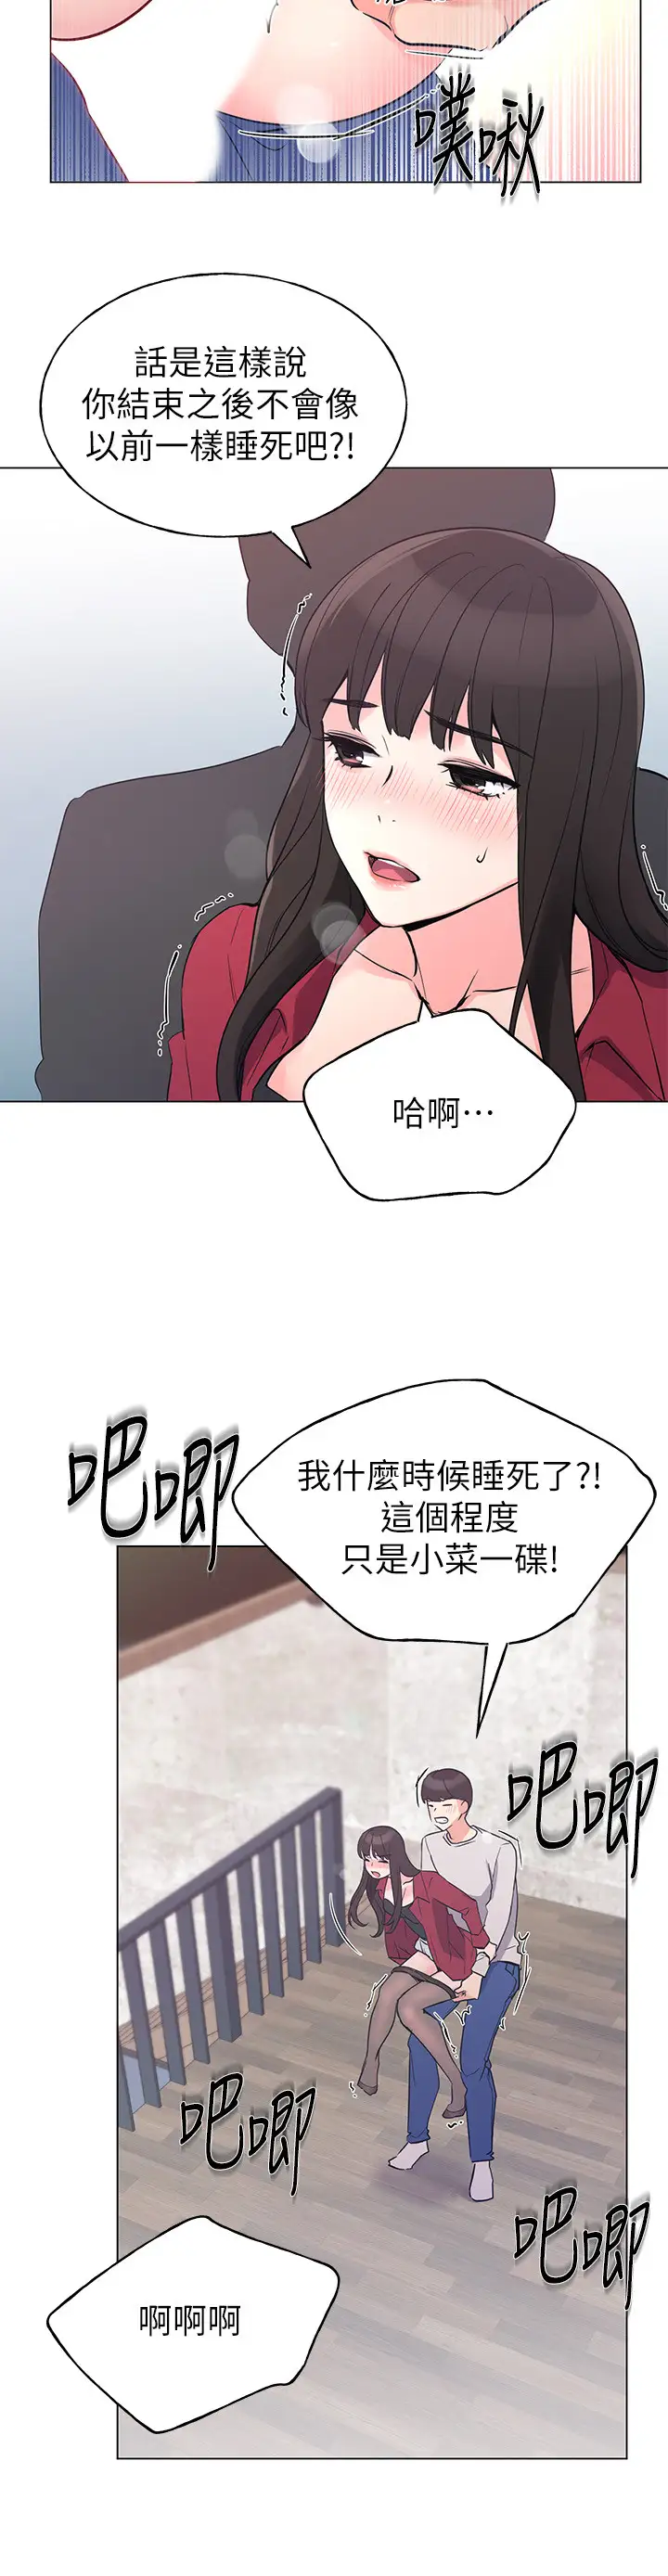 噗啾
話是這樣說
你結束之後不會像
以前一樣睡死吧?!
哈啊…
吧唧
我什麼時候睡死了?!
這個程度
只是小菜一碟!
吧唧
吧唧
吧唧
啊啊啊